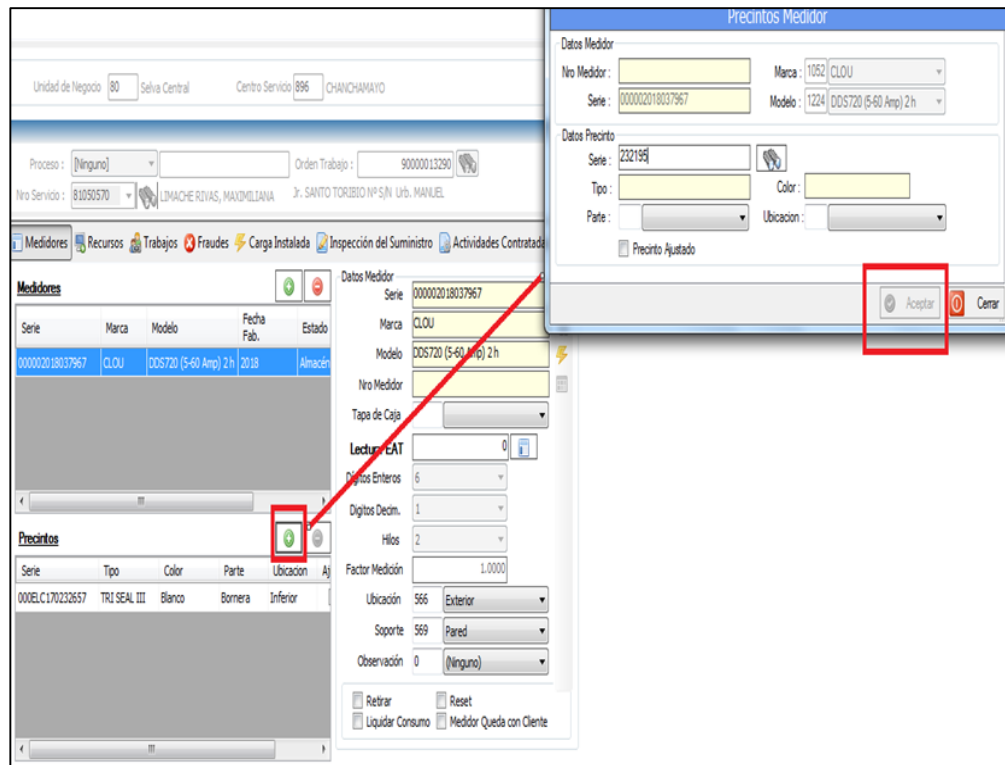 Precintos Medidor
Datos Medidor
Nro Medidor :
Marca : 1052 CLOU
Serie : 000002018037967
Modelo : 1224 DDS720 (5-60 Amp) 2 h
Datos Precinto
Serie : 232195
Tipo :
Color :
Parte :
Ubicacion :
Precinto Ajustado
Aceptar
Cerrar
Unidad de Negocio 80 Selva Central Centro Servicio 896 CHANCHAMAYO
Proceso : [Ninguno] Orden Trabajo : 90000013290
Nro Servicio : 81050570 LIMACHE RIVAS, MAXIMILIANA Jr. SANTO TORIBIO Nº S/N Urb. MANUEL
Medidores Recursos Trabajos Fraudes Carga Instalada Inspección del Suministro Actividades Contratada
Medidores
Serie Marca Modelo Fecha Fab. Estado
000002018037967 CLOU DDS720 (5-60 Amp) 2 h 2018 Almacén
Precintos
Serie Tipo Color Parte Ubicacion Aj
000ELC170232657 TRI SEAL III Blanco Bornera Inferior
Datos Medidor
Serie 000002018037967
Marca CLOU
Modelo DDS720 (5-60 Amp) 2 h
Nro Medidor
Tapa de Caja
Lectura EAT 0
Digitos Enteros 6
Digitos Decim. 1
Hilos 2
Factor Medición 1.0000
Ubicación 566 Exterior
Soporte 569 Pared
Observación 0 (Ninguno)
Retirar Reset
Liquidar Consumo Medidor Queda con Cliente